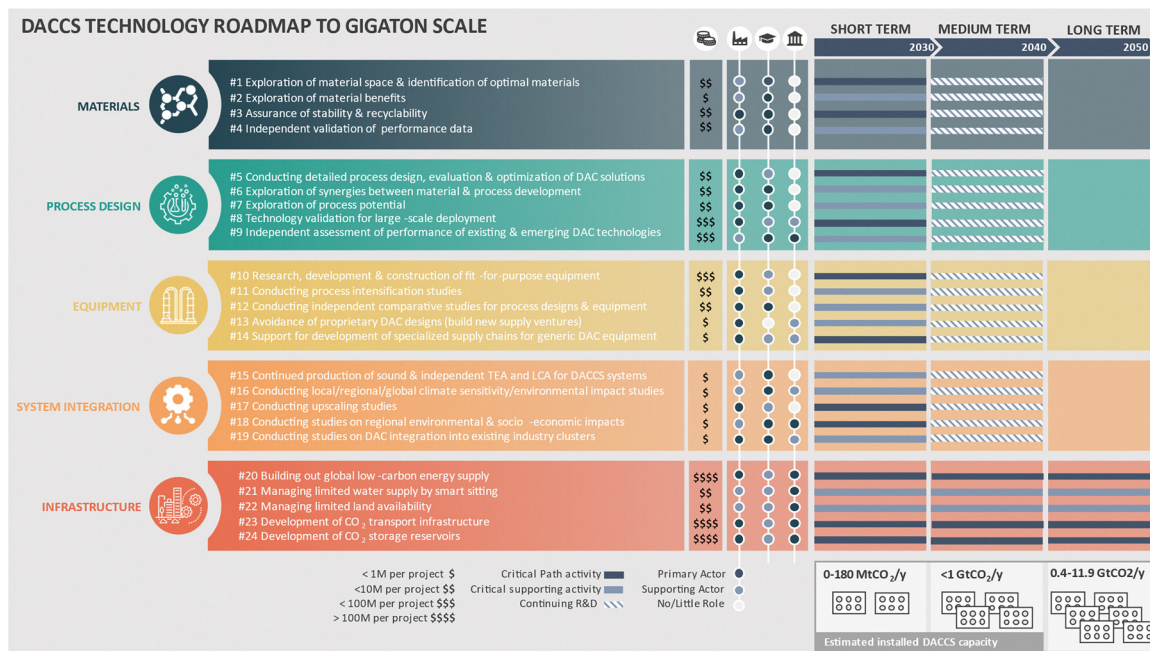 DACCS TECHNOLOGY ROADMAP TO GIGATON SCALE
SHORT TERM MEDIUM TERM LONG TERM
2030 2040 2050
MATERIALS
#1 Exploration of material space & identification of optimal materials $$
#2 Exploration of material benefits $
#3 Assurance of stability & recyclability $$
#4 Independent validation of performance data $$
PROCESS DESIGN
#5 Conducting detailed process design, evaluation & optimization of DAC solutions $$
#6 Exploration of synergies between material & process development $$
#7 Exploration of process potential $$
#8 Technology validation for large -scale deployment $$$
#9 Independent assessment of performance of existing & emerging DAC technologies $$$
EQUIPMENT
#10 Research, development & construction of fit -for-purpose equipment $$$
#11 Conducting process intensification studies $$
#12 Conducting independent comparative studies for process designs & equipment $$
#13 Avoidance of proprietary DAC designs (build new supply ventures) $
#14 Support for development of specialized supply chains for generic DAC equipment $
SYSTEM INTEGRATION
#15 Continued production of sound & independent TEA and LCA for DACCS systems $
#16 Conducting local/regional/global climate sensitivity/environmental impact studies $
#17 Conducting upscaling studies $
#18 Conducting studies on regional environmental & socio -economic impacts $
#19 Conducting studies on DAC integration into existing industry clusters $
INFRASTRUCTURE
#20 Building out global low -carbon energy supply $$$$
#21 Managing limited water supply by smart sitting $$
#22 Managing limited land availability $$
#23 Development of CO2 transport infrastructure $$$$
#24 Development of CO2 storage reservoirs $$$$
< 1M per project $
<10M per project $$
< 100M per project $$$
> 100M per project $$$$
Critical Path activity
Critical supporting activity
Continuing R&D
Primary Actor
Supporting Actor
No/Little Role
0-180 MtCO2/y <1 GtCO2/y 0.4-11.9 GtCO2/y
Estimated installed DACCS capacity